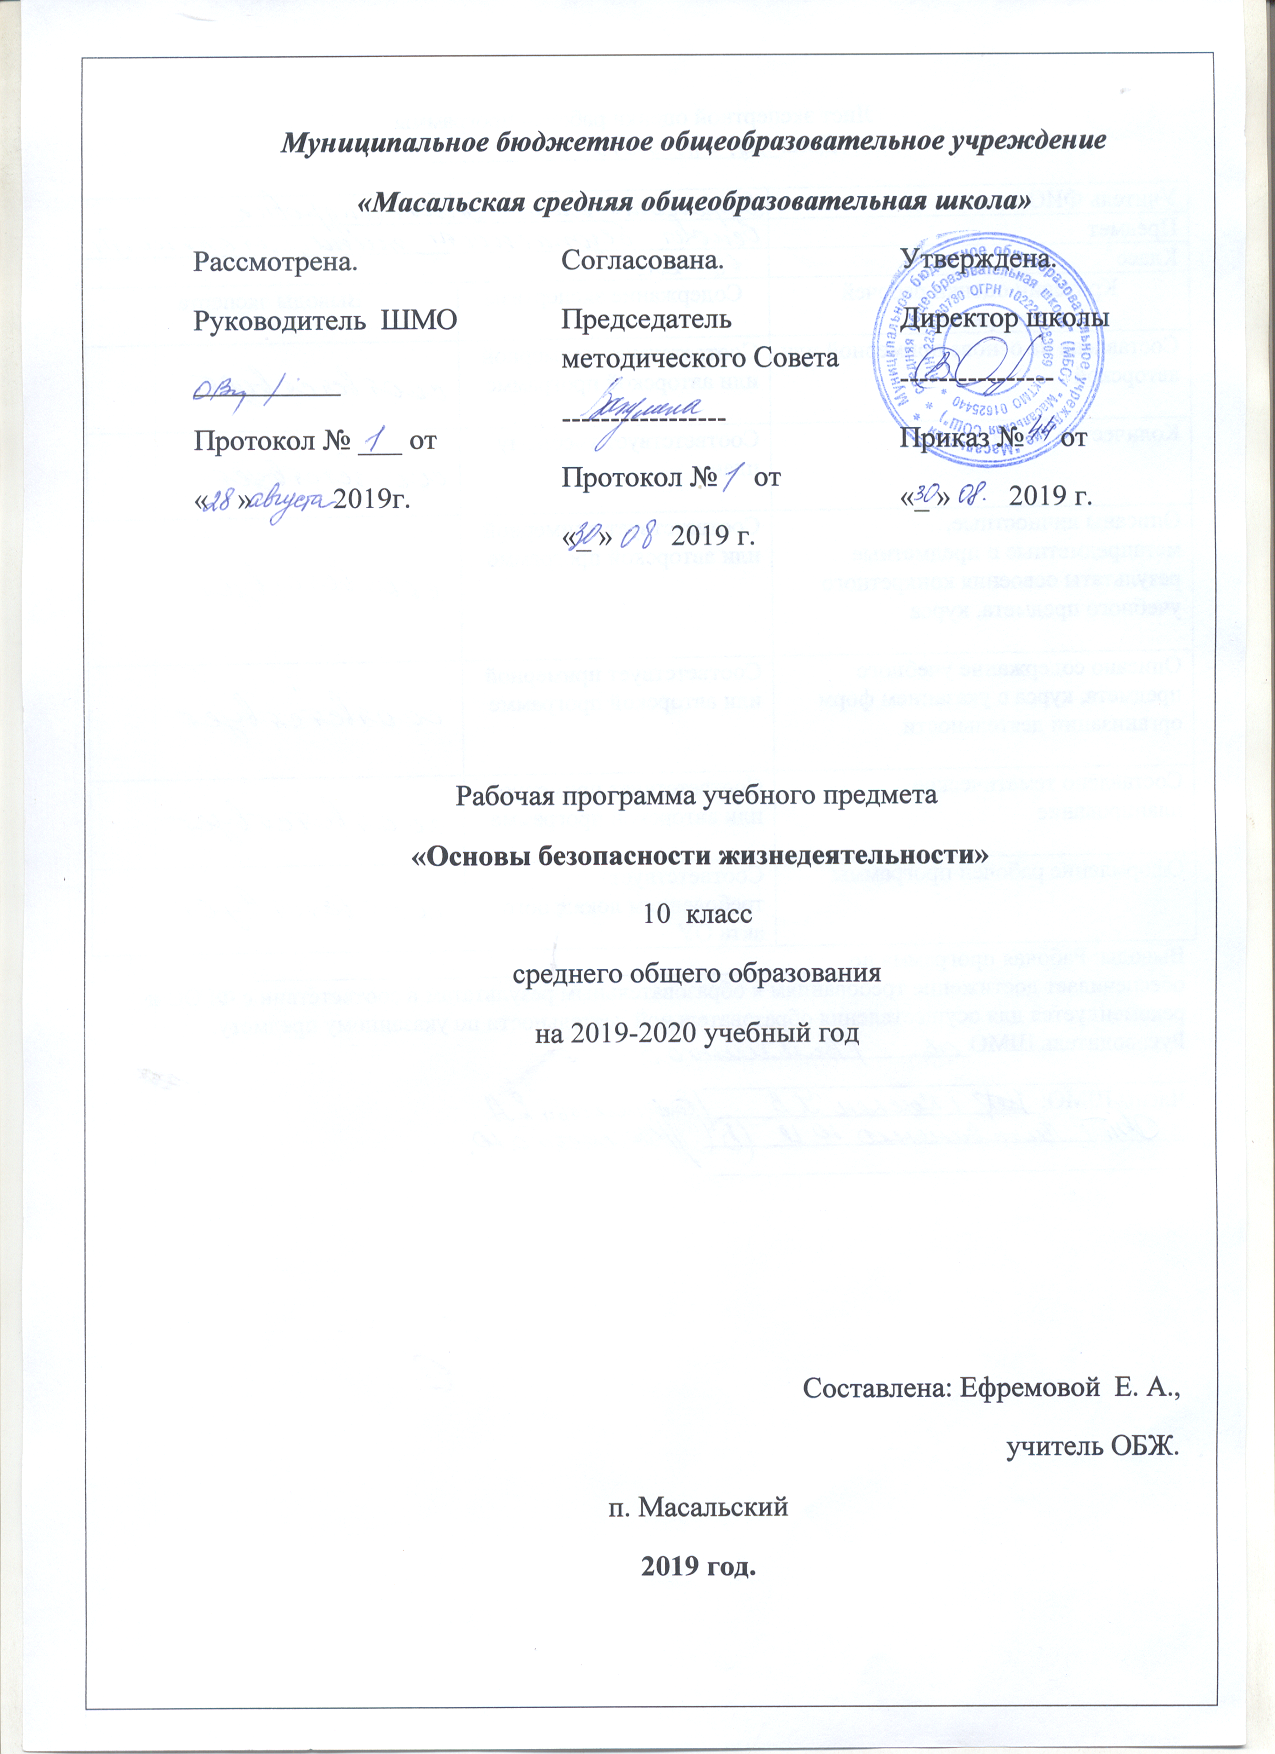 Муниципальное бюджетное общеобразовательное учреждение
«Масальская средняя общеобразовательная школа»
Рассмотрена.
Руководитель ШМО
Протокол № 1 от
«28» августа 2019г.
Согласована.
Председатель
методического Совета
Протокол № 1 от
«30» 08 2019 г.
Утверждена.
Директор школы
Приказ № от
«30» 08. 2019 г.
Рабочая программа учебного предмета
«Основы безопасности жизнедеятельности»
10 класс
среднего общего образования
на 2019-2020 учебный год
Составлена: Ефремовой Е. А.,
учитель ОБЖ.
п. Масальский
2019 год.